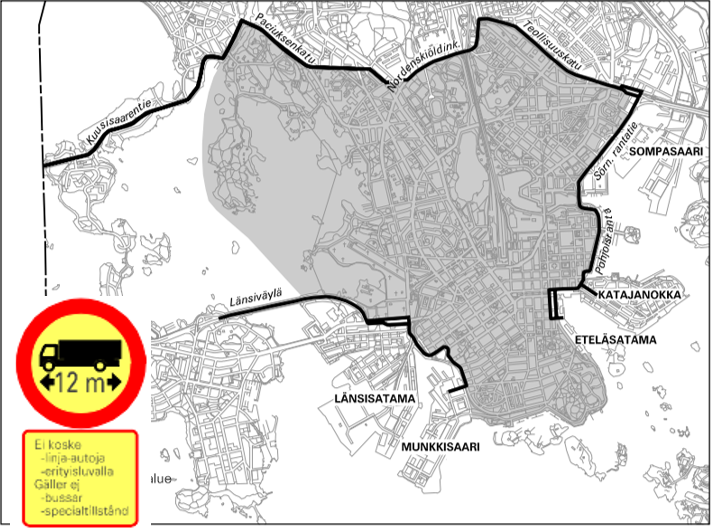 Paciuksenkatu
Nordenskiöldink.
Teollisuuskatu
Kuusisaarentie
Sörn. rantatie
SOMPASAARI
Pohjoisranta
Länsiväylä
KATAJANOKKA
ETELÄSATAMA
LÄNSISATAMA
MUNKKISAARI
12 m
Ei koske
-linja-autoja
-erityisluvalla
Gäller ej
-bussar
-specialtillstånd
alue